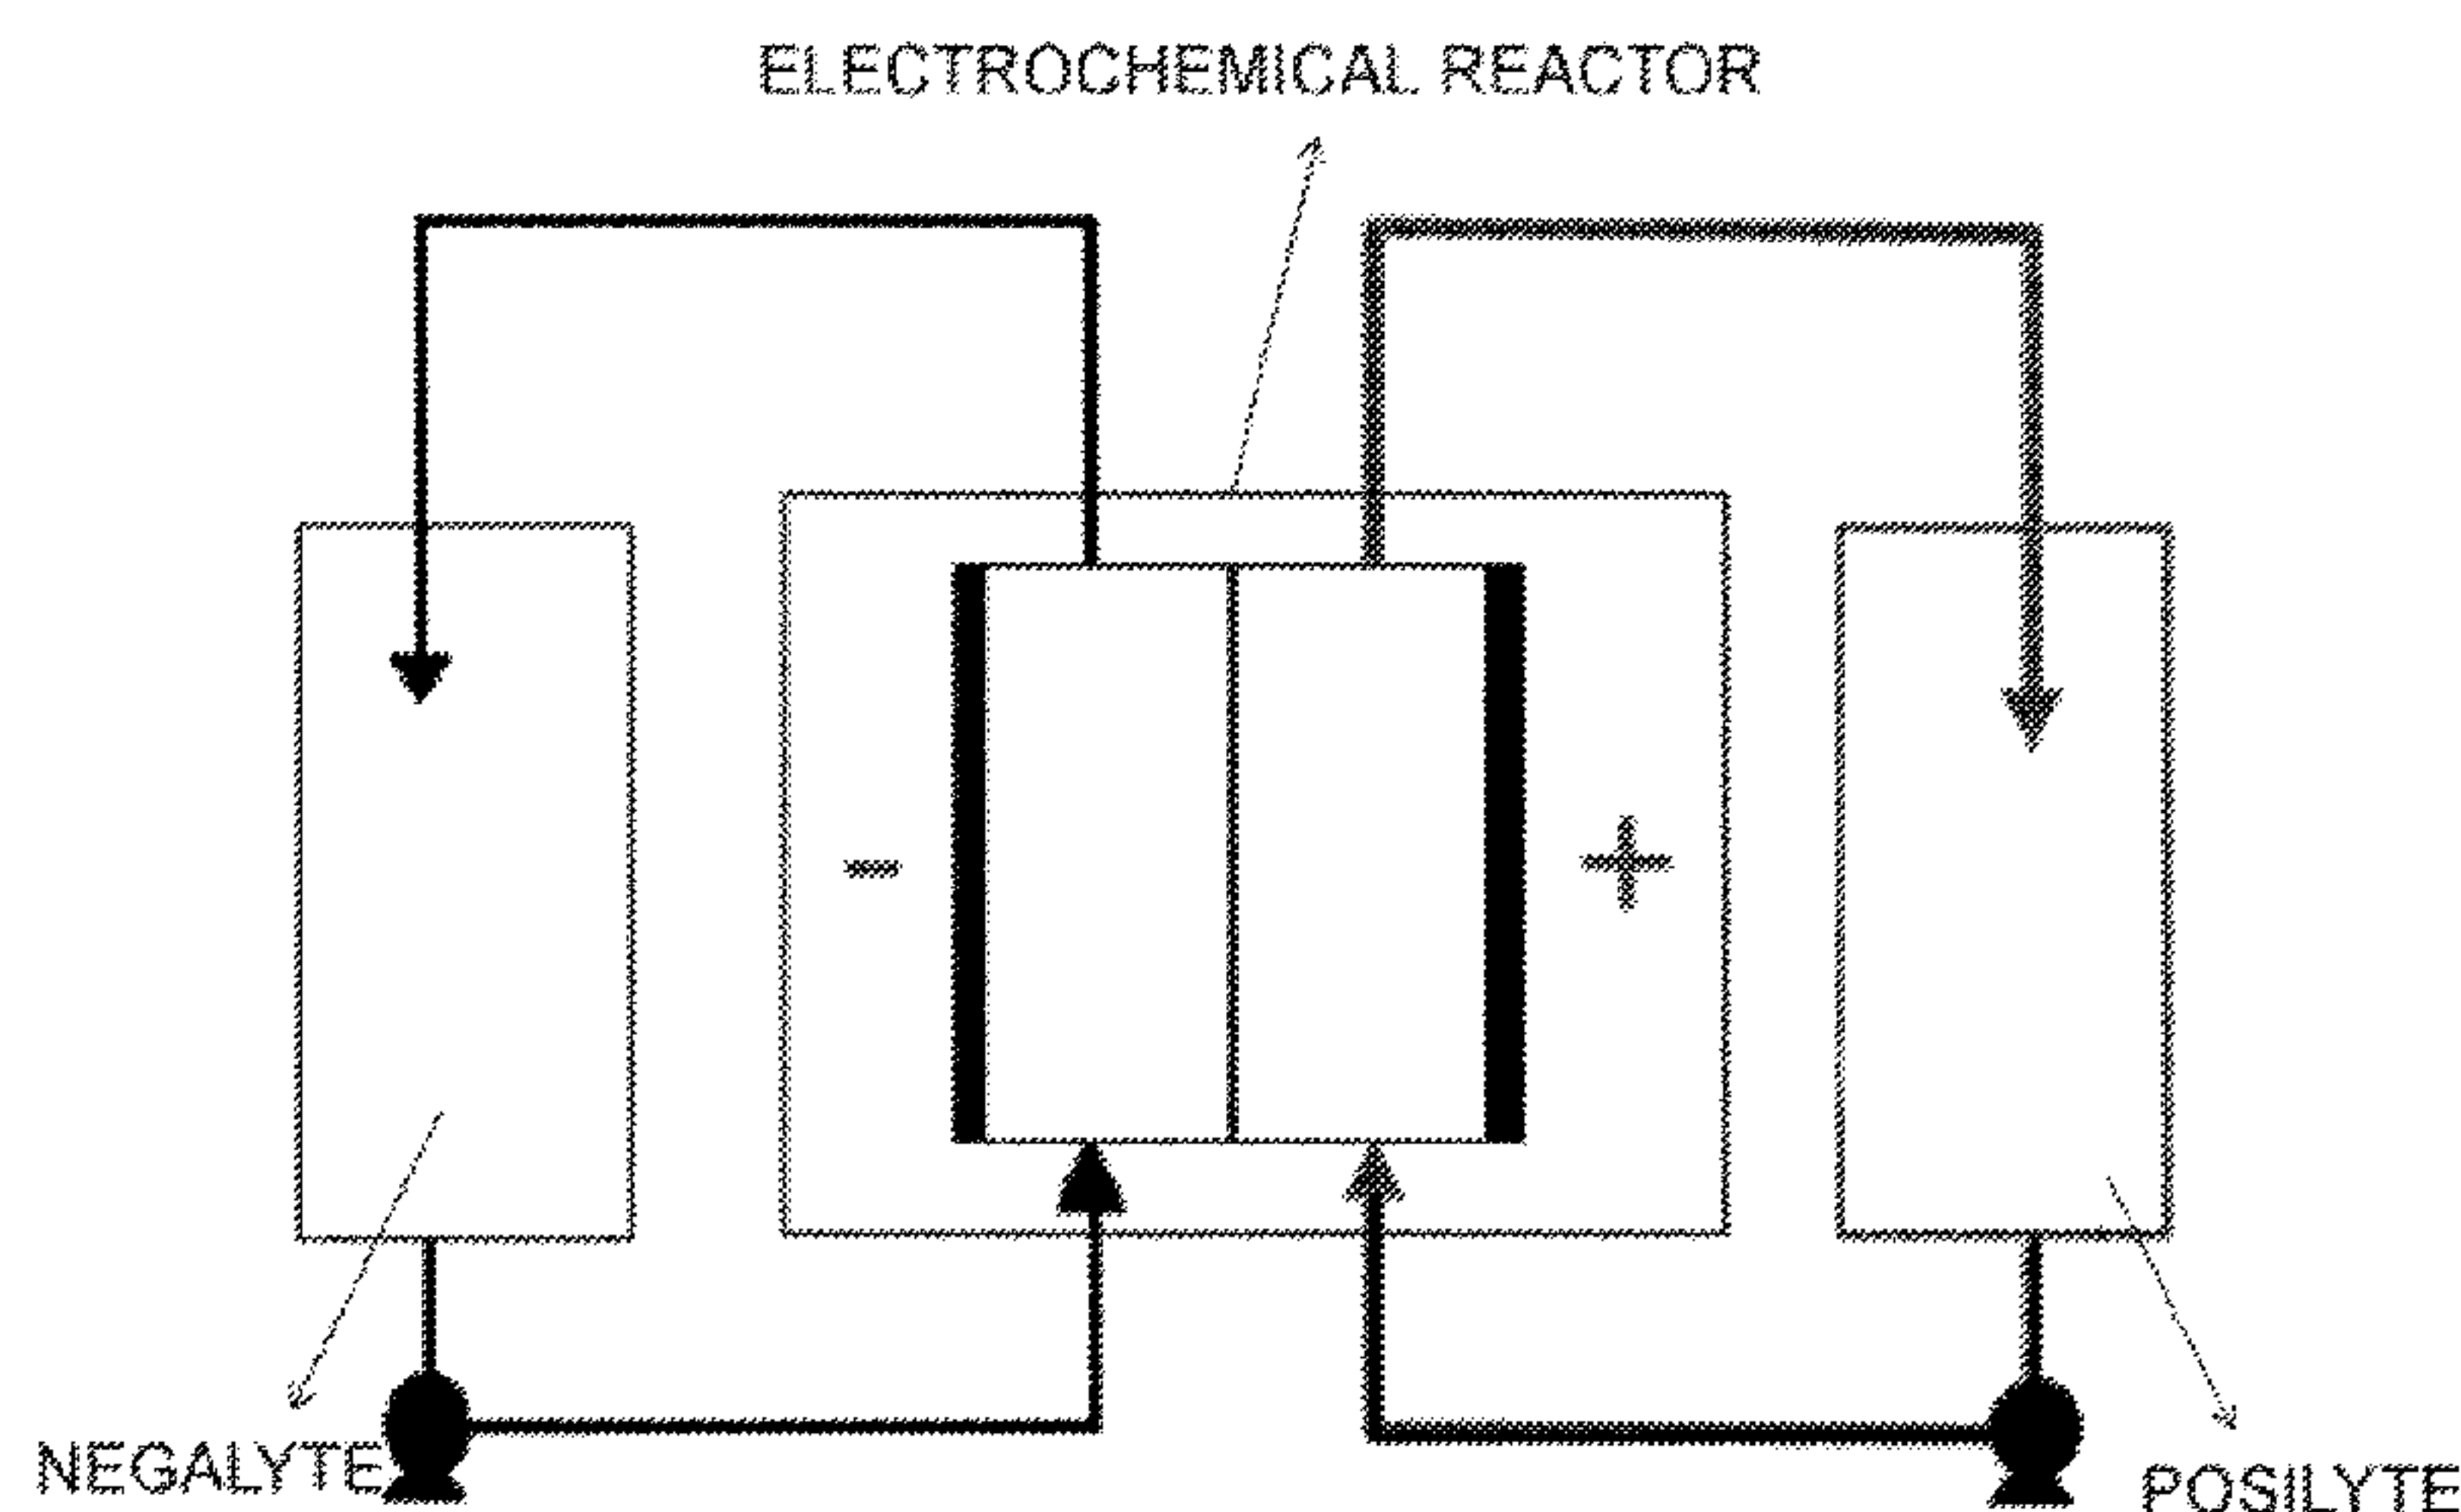 ELECTROCHEMICAL REACTOR
-
+
NEGALYTE
POSILYTE